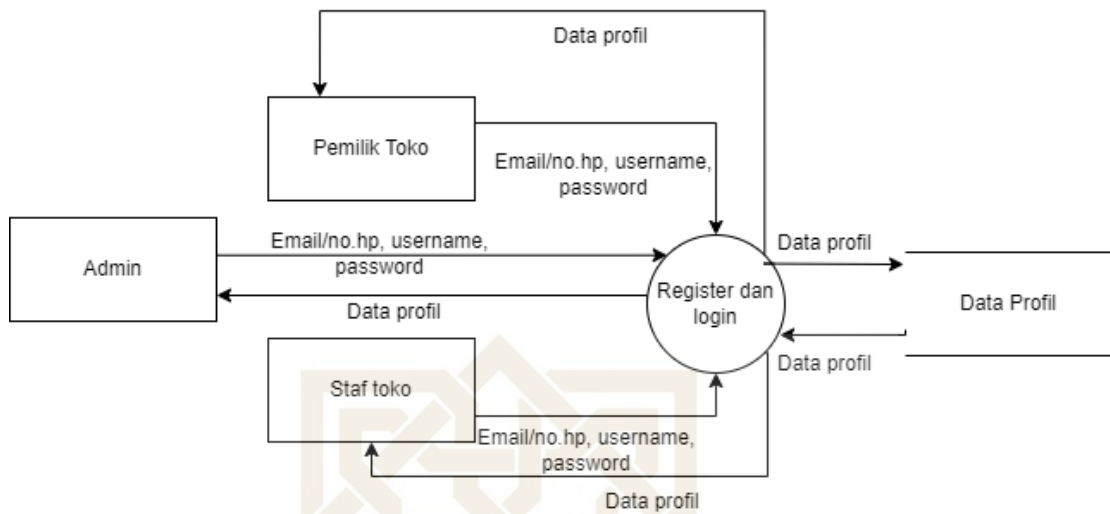 Data profil
Pemilik Toko
Email/no.hp, username,
password
Admin
Email/no.hp, username,
password
Data profil
Register dan
login
Data profil
Data Profil
Data profil
Staf toko
Email/no.hp, username,
password
Data profil